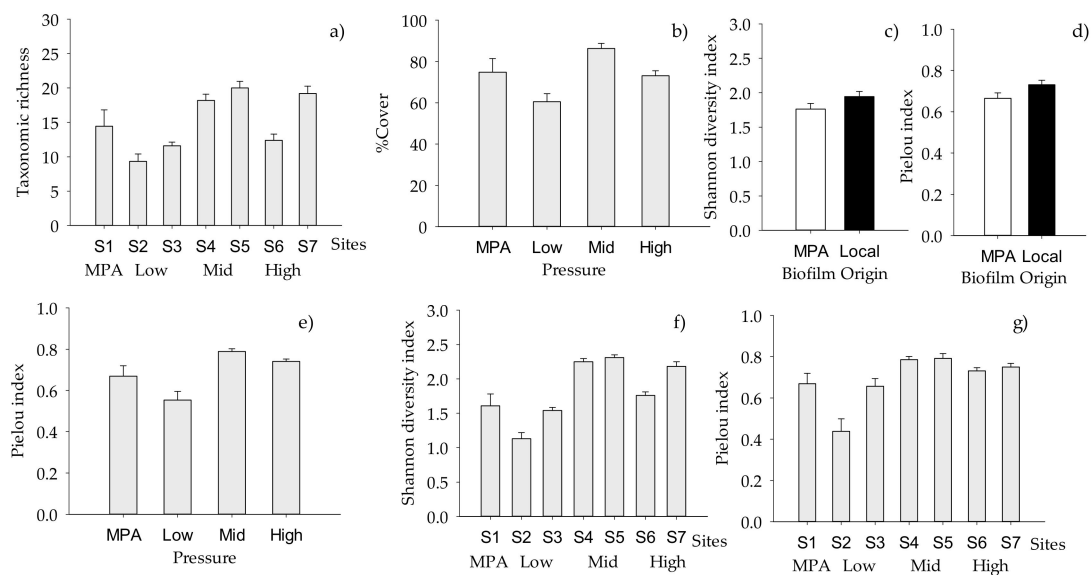 a)
30
25
20
15
10
5
0
Taxonomic richness
S1 S2 S3 S4 S5 S6 S7 Sites
MPA Low Mid High
b)
100
80
60
40
20
0
%Cover
MPA Low Mid High
Pressure
c)
3.0
2.5
2.0
1.5
1.0
0.5
0.0
Shannon diversity index
MPA Local
Biofilm Origin
d)
1.0
0.8
0.6
0.4
0.2
0.0
Pielou index
MPA Local
Biofilm Origin
e)
1.0
0.8
0.6
0.4
0.2
0.0
Pielou index
MPA Low Mid High
Pressure
f)
3.0
2.5
2.0
1.5
1.0
0.5
0.0
Shannon diversity index
S1 S2 S3 S4 S5 S6 S7 Sites
MPA Low Mid High
g)
1.0
0.8
0.6
0.4
0.2
0.0
Pielou index
S1 S2 S3 S4 S5 S6 S7 Sites
MPA Low Mid High